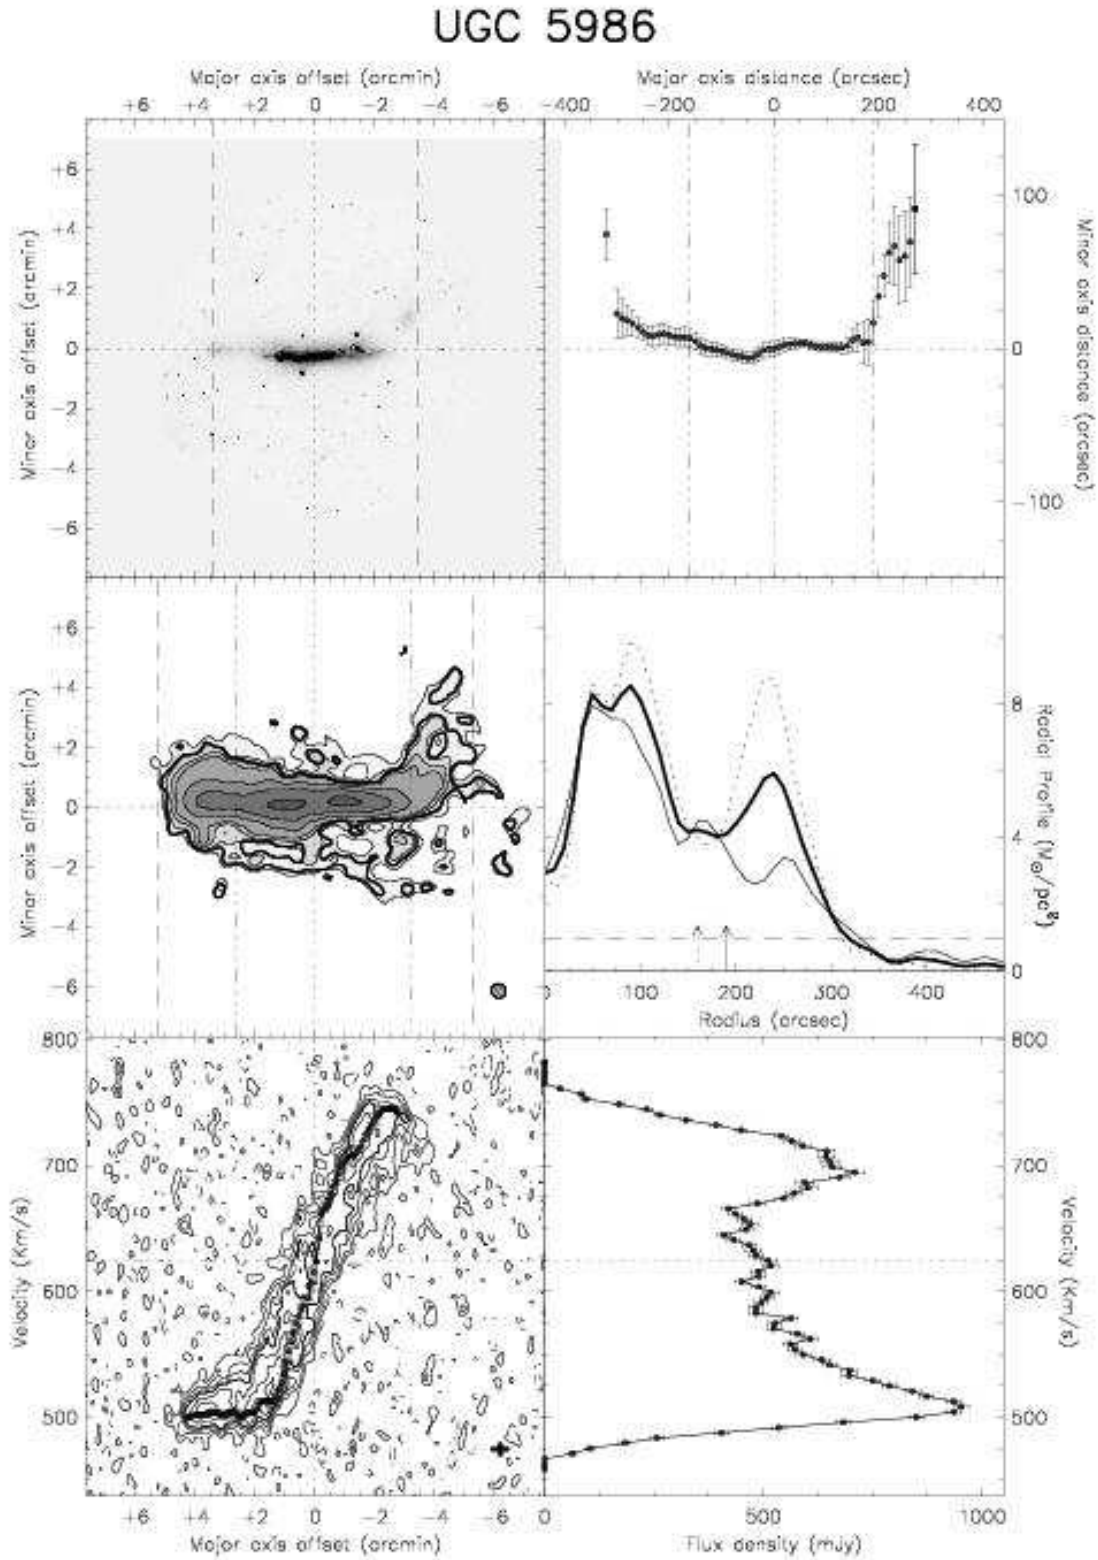 UGC 5986
Major axis offset (arcmin)
Major axis distance (arcsec)
+6 +4 +2 0 −2 −4 −6
−400 −200 0 200 400
+6
+4
+2
0
−2
−4
−6
Minor axis offset (arcmin)
100
0
−100
Minor axis distance (arcsec)
+6
+4
+2
0
−2
−4
−6
Minor axis offset (arcmin)
8
4
0
Radial Profile (M⊙/pc²)
0 100 200 300 400
Radius (arcsec)
800
700
600
500
Velocity (Km/s)
800
700
600
500
Velocity (Km/s)
+6 +4 +2 0 −2 −4 −6
Major axis offset (arcmin)
0 500 1000
Flux density (mJy)